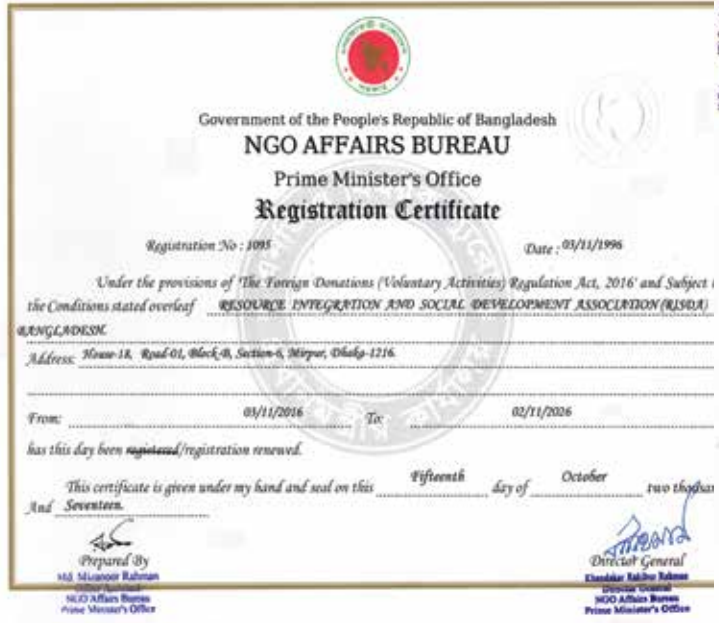 Government of the People's Republic of Bangladesh
NGO AFFAIRS BUREAU
Prime Minister's Office
Registration Certificate
Registration No : 1095 Date : 03/11/1996
Under the provisions of 'The Foreign Donations (Voluntary Activities) Regulation Act, 2016' and Subject
the Conditions stated overleaf RESOURCE INTEGRATION AND SOCIAL DEVELOPMENT ASSOCIATION (RISDA)
BANGLADESH.
Address: House-18, Road-01, Block-B, Section-6, Mirpur, Dhaka-1216.
From: 03/11/2016 To: 02/11/2026
has this day been registered/registration renewed.
This certificate is given under my hand and seal on this Fifteenth day of October two thousan
And Seventeen.
Prepared By Director General
Md. Mizanoor Rahman Khandakar Rakibur Rahman
Director General
NGO Affairs Bureau NGO Affairs Bureau
Prime Minister's Office Prime Minister's Office